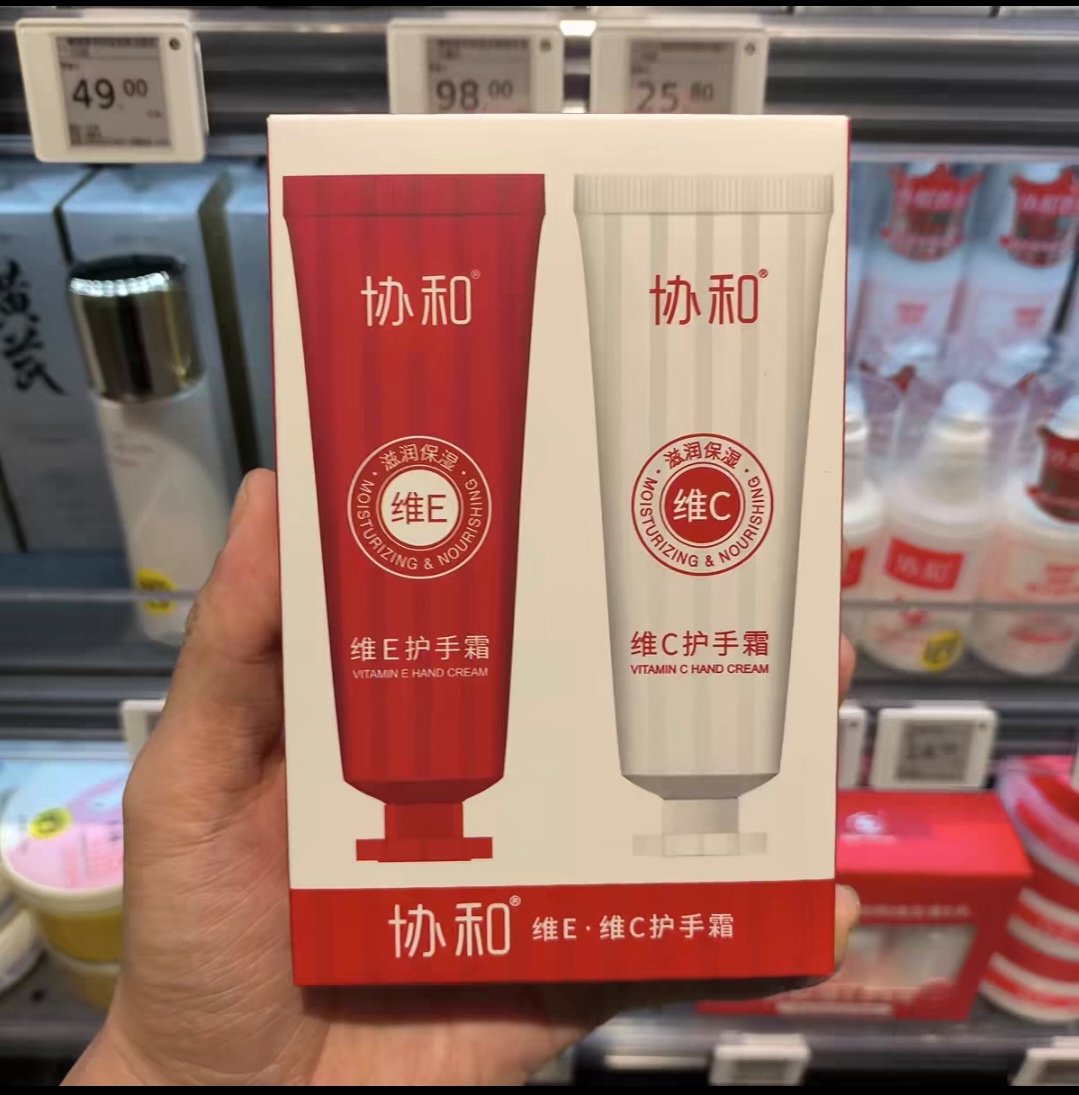 49.00
98.00
25.80
黄芪
协和®
滋润保湿
维E
MOISTURIZING & NOURISHING
维E护手霜
VITAMIN E HAND CREAM
协和®
滋润保湿
维C
MOISTURIZING & NOURISHING
维C护手霜
VITAMIN C HAND CREAM
协和® 维E·维C护手霜